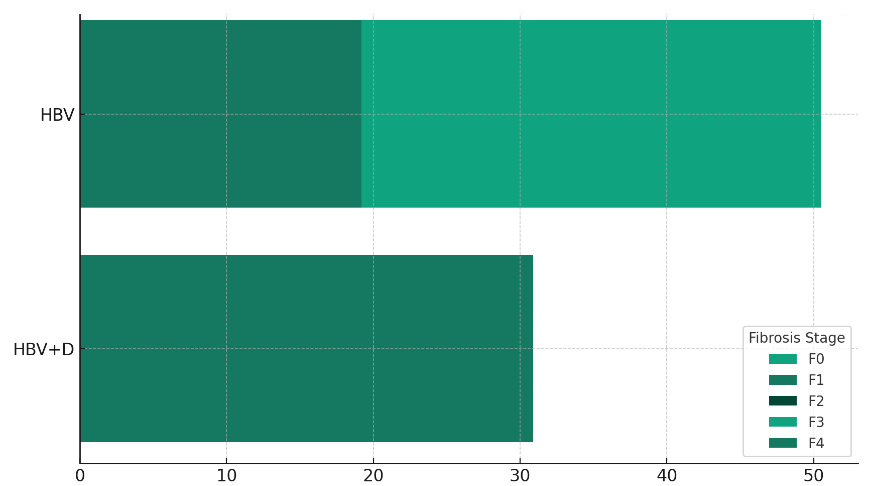 HBV
HBV+D
0 10 20 30 40 50
Fibrosis Stage
F0
F1
F2
F3
F4